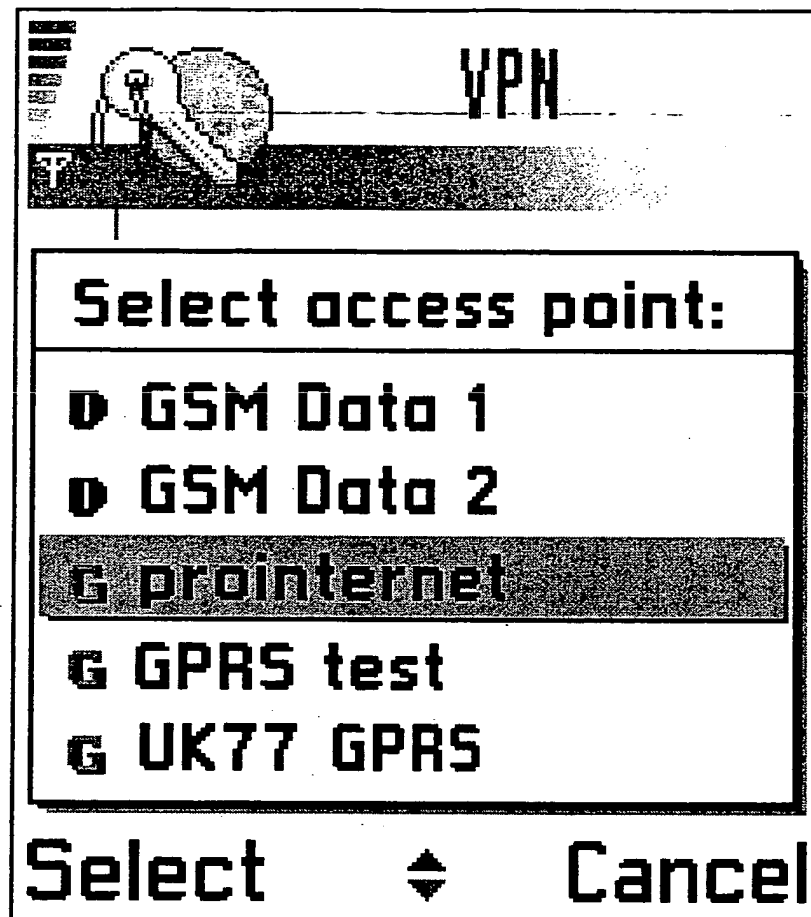 VPN
Select access point:
D GSM Data 1
D GSM Data 2
G prointernet
G GPRS test
G UK77 GPRS
Select Cancel